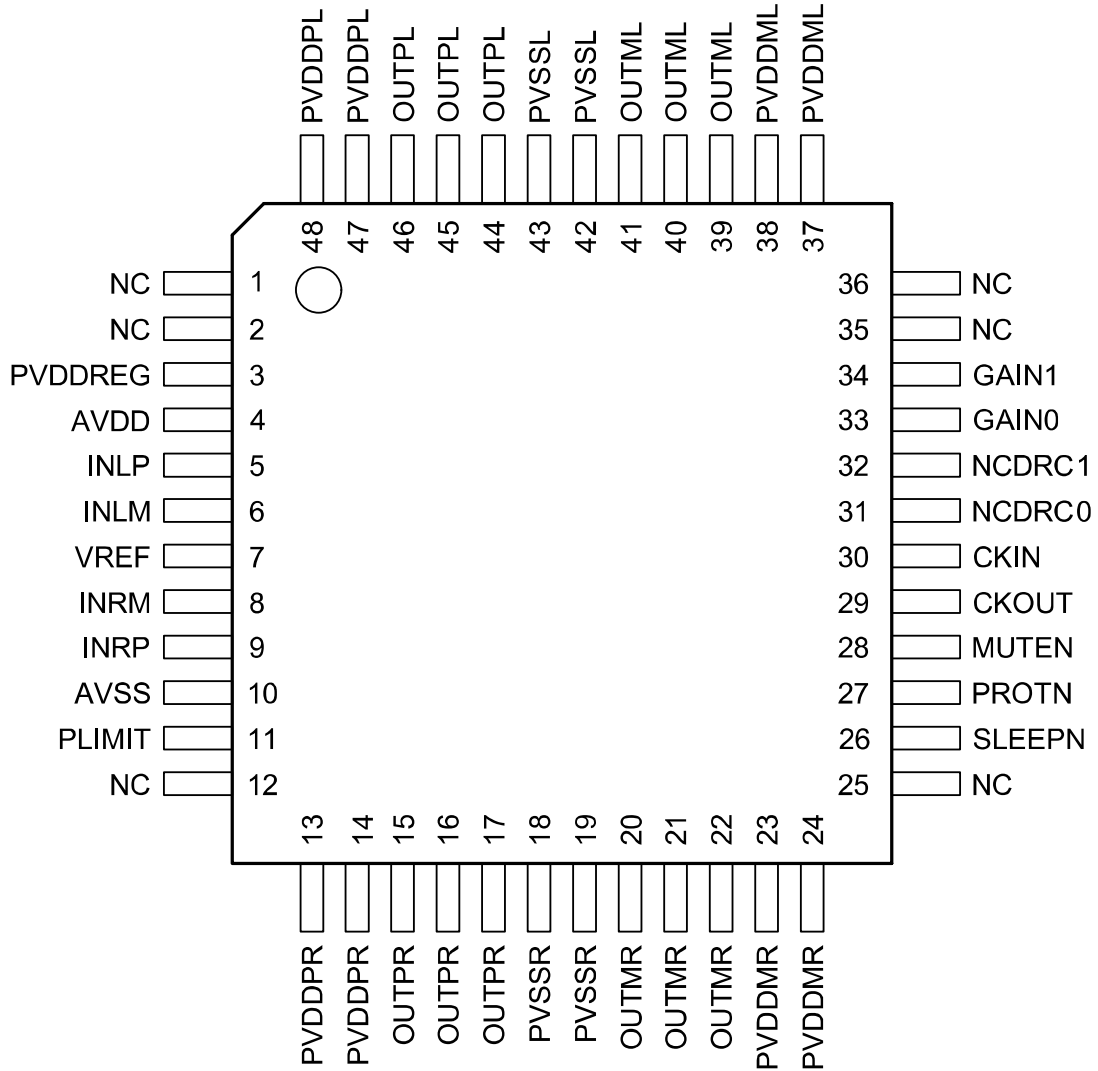 PVDDPL PVDDPL OUTPL OUTPL OUTPL PVSSL PVSSL OUTML OUTML OUTML PVDDML PVDDML
48 47 46 45 44 43 42 41 40 39 38 37
NC 1 36 NC
NC 2 35 NC
PVDDREG 3 34 GAIN1
AVDD 4 33 GAIN0
INLP 5 32 NCDRC1
INLM 6 31 NCDRC0
VREF 7 30 CKIN
INRM 8 29 CKOUT
INRP 9 28 MUTEN
AVSS 10 27 PROTN
PLIMIT 11 26 SLEEPN
NC 12 25 NC
13 14 15 16 17 18 19 20 21 22 23 24
PVDDPR PVDDPR OUTPR OUTPR OUTPR PVSSR PVSSR OUTMR OUTMR OUTMR PVDDMR PVDDMR